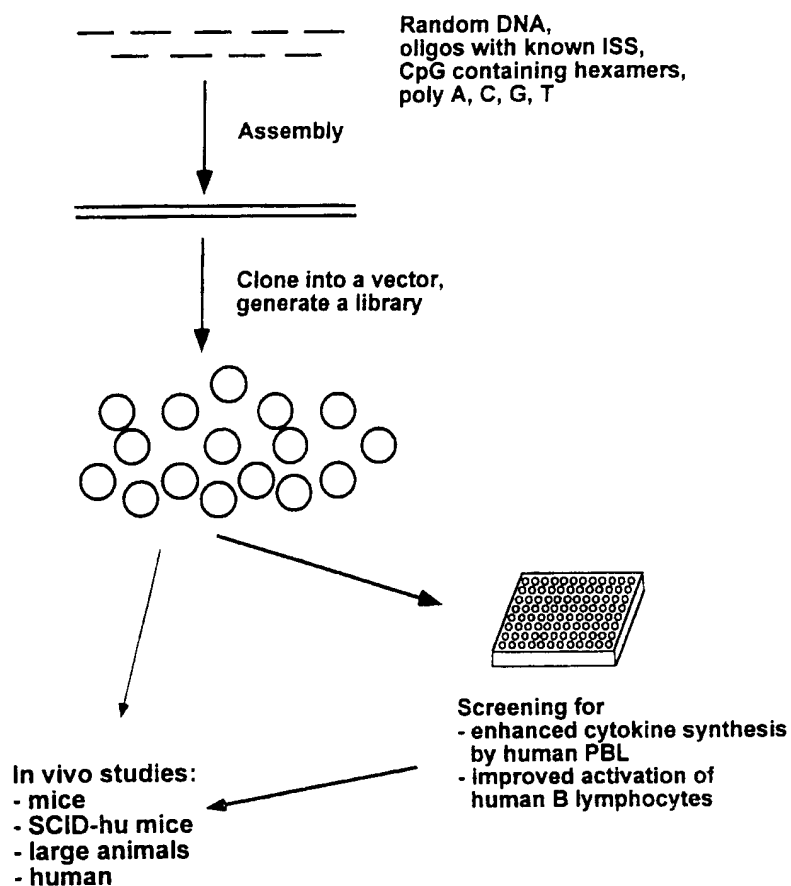 Random DNA,
oligos with known ISS,
CpG containing hexamers,
poly A, C, G, T
Assembly
Clone into a vector,
generate a library
Screening for
- enhanced cytokine synthesis
by human PBL
- improved activation of
human B lymphocytes
In vivo studies:
- mice
- SCID-hu mice
- large animals
- human